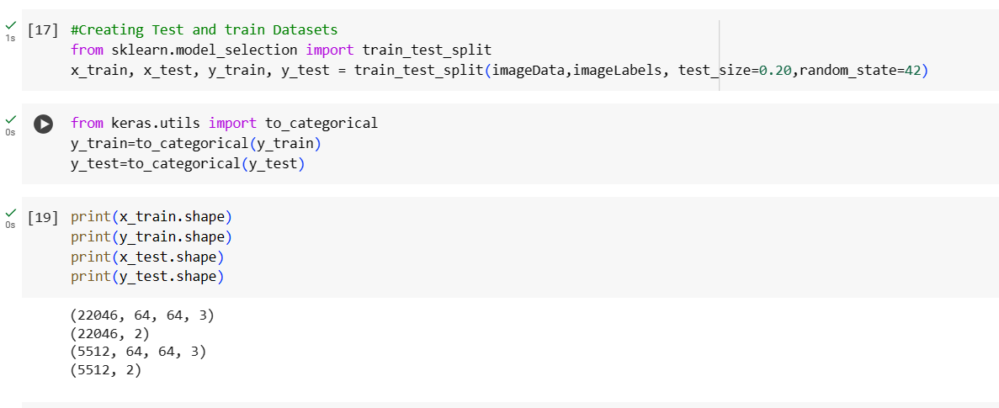 1s
[17] #Creating Test and train Datasets
from sklearn.model_selection import train_test_split
x_train, x_test, y_train, y_test = train_test_split(imageData,imageLabels, test_size=0.20,random_state=42)
0s
from keras.utils import to_categorical
y_train=to_categorical(y_train)
y_test=to_categorical(y_test)
0s
[19] print(x_train.shape)
print(y_train.shape)
print(x_test.shape)
print(y_test.shape)
(22046, 64, 64, 3)
(22046, 2)
(5512, 64, 64, 3)
(5512, 2)